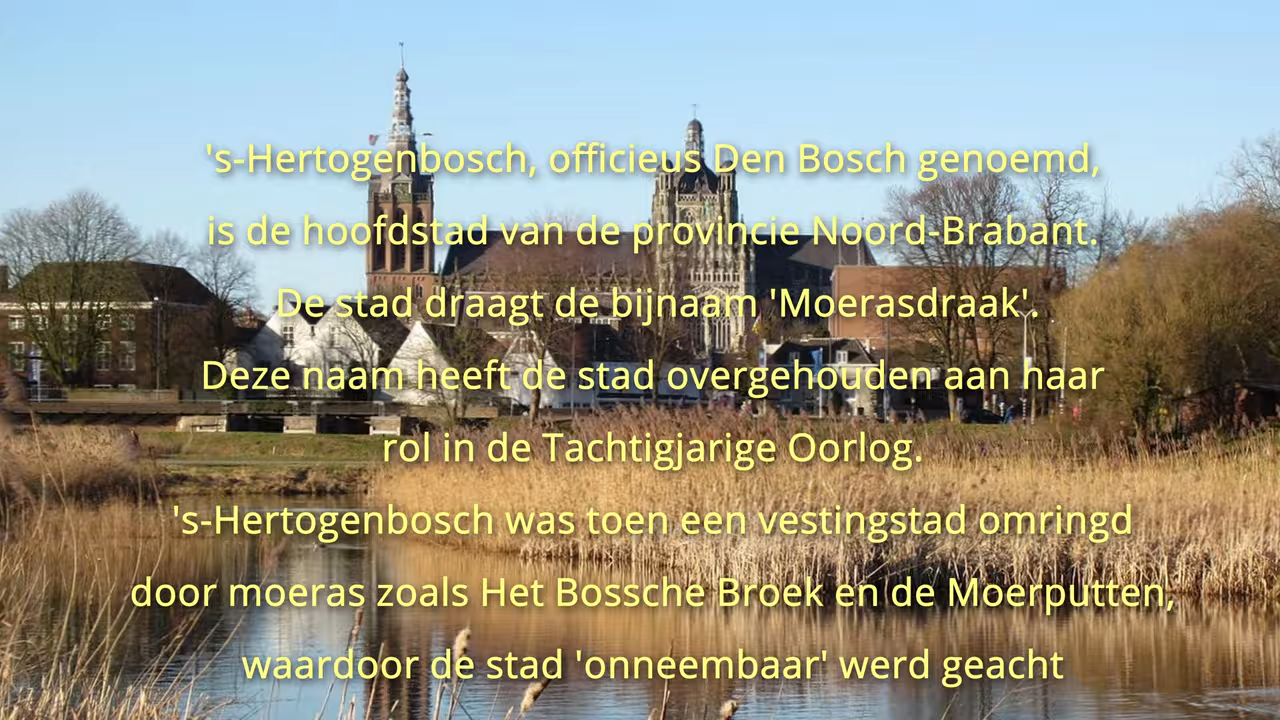 's-Hertogenbosch, officieus Den Bosch genoemd,
is de hoofdstad van de provincie Noord-Brabant.
De stad draagt de bijnaam 'Moerasdraak'.
Deze naam heeft de stad overgehouden aan haar
rol in de Tachtigjarige Oorlog.
's-Hertogenbosch was toen een vestingstad omringd
door moeras zoals Het Bossche Broek en de Moerputten,
waardoor de stad 'onneembaar' werd geacht